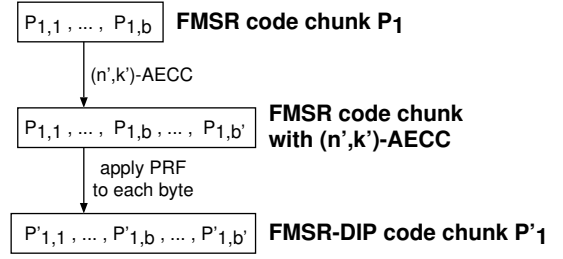 P1,1 , ... , P1,b FMSR code chunk P1
(n',k')-AECC
P1,1 , ... , P1,b , ... , P1,b' FMSR code chunk
with (n',k')-AECC
apply PRF
to each byte
P'1,1 , ... , P'1,b , ... , P'1,b' FMSR-DIP code chunk P'1